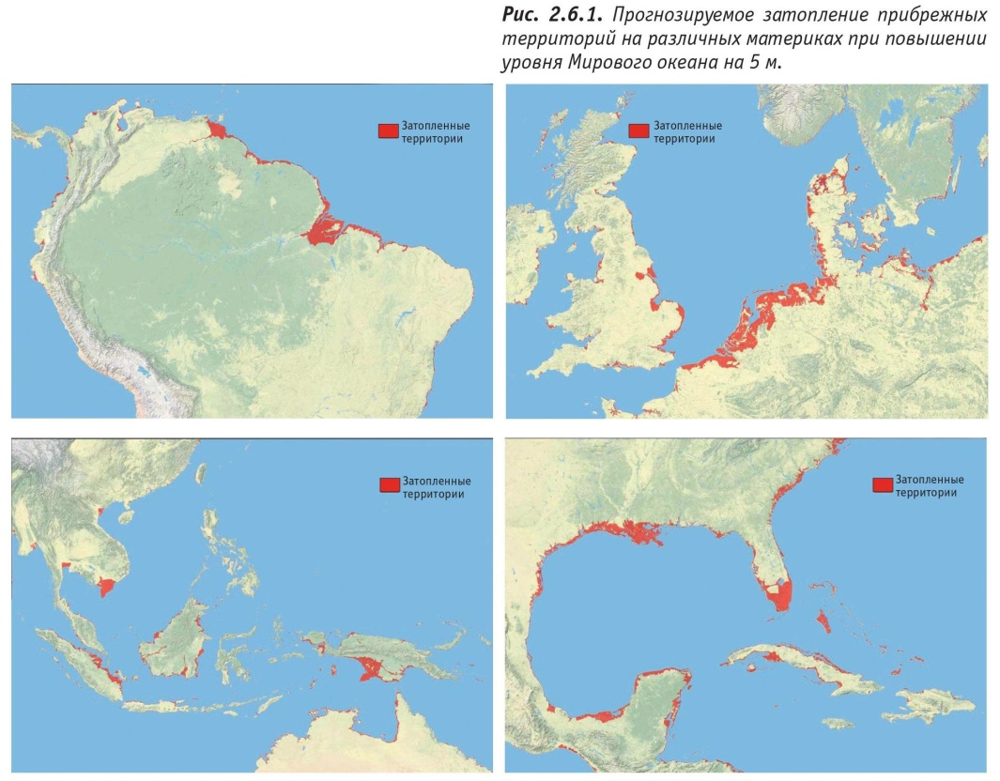 Рис. 2.6.1. Прогнозируемое затопление прибрежных
территорий на различных материках при повышении
уровня Мирового океана на 5 м.
Затопленные
территории
Затопленные
территории
Затопленные
территории
Затопленные
территории